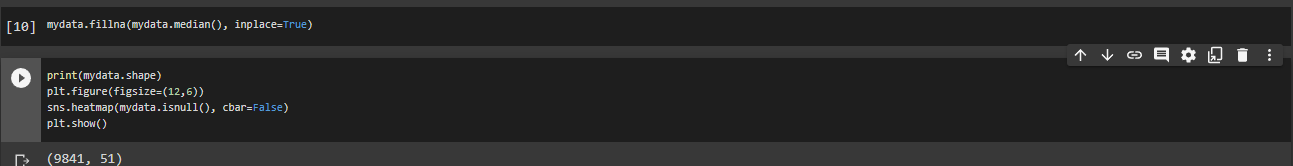 [10] mydata.fillna(mydata.median(), inplace=True)
print(mydata.shape)
plt.figure(figsize=(12,6))
sns.heatmap(mydata.isnull(), cbar=False)
plt.show()
(9841, 51)